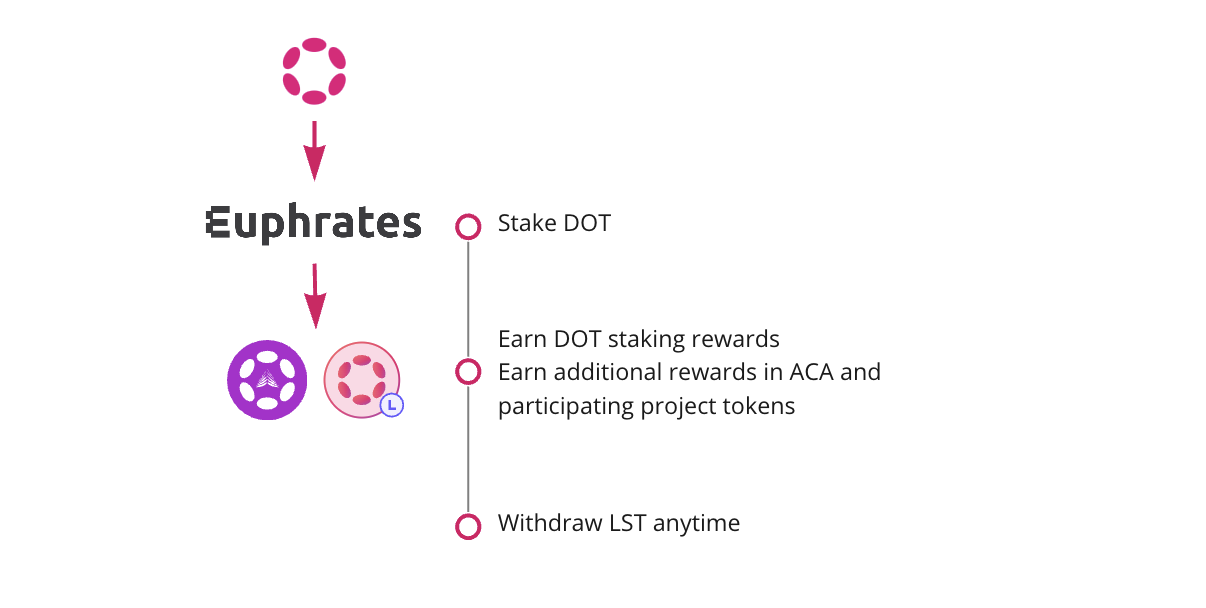 Euphrates
Stake DOT
Earn DOT staking rewards
Earn additional rewards in ACA and
participating project tokens
L
Withdraw LST anytime